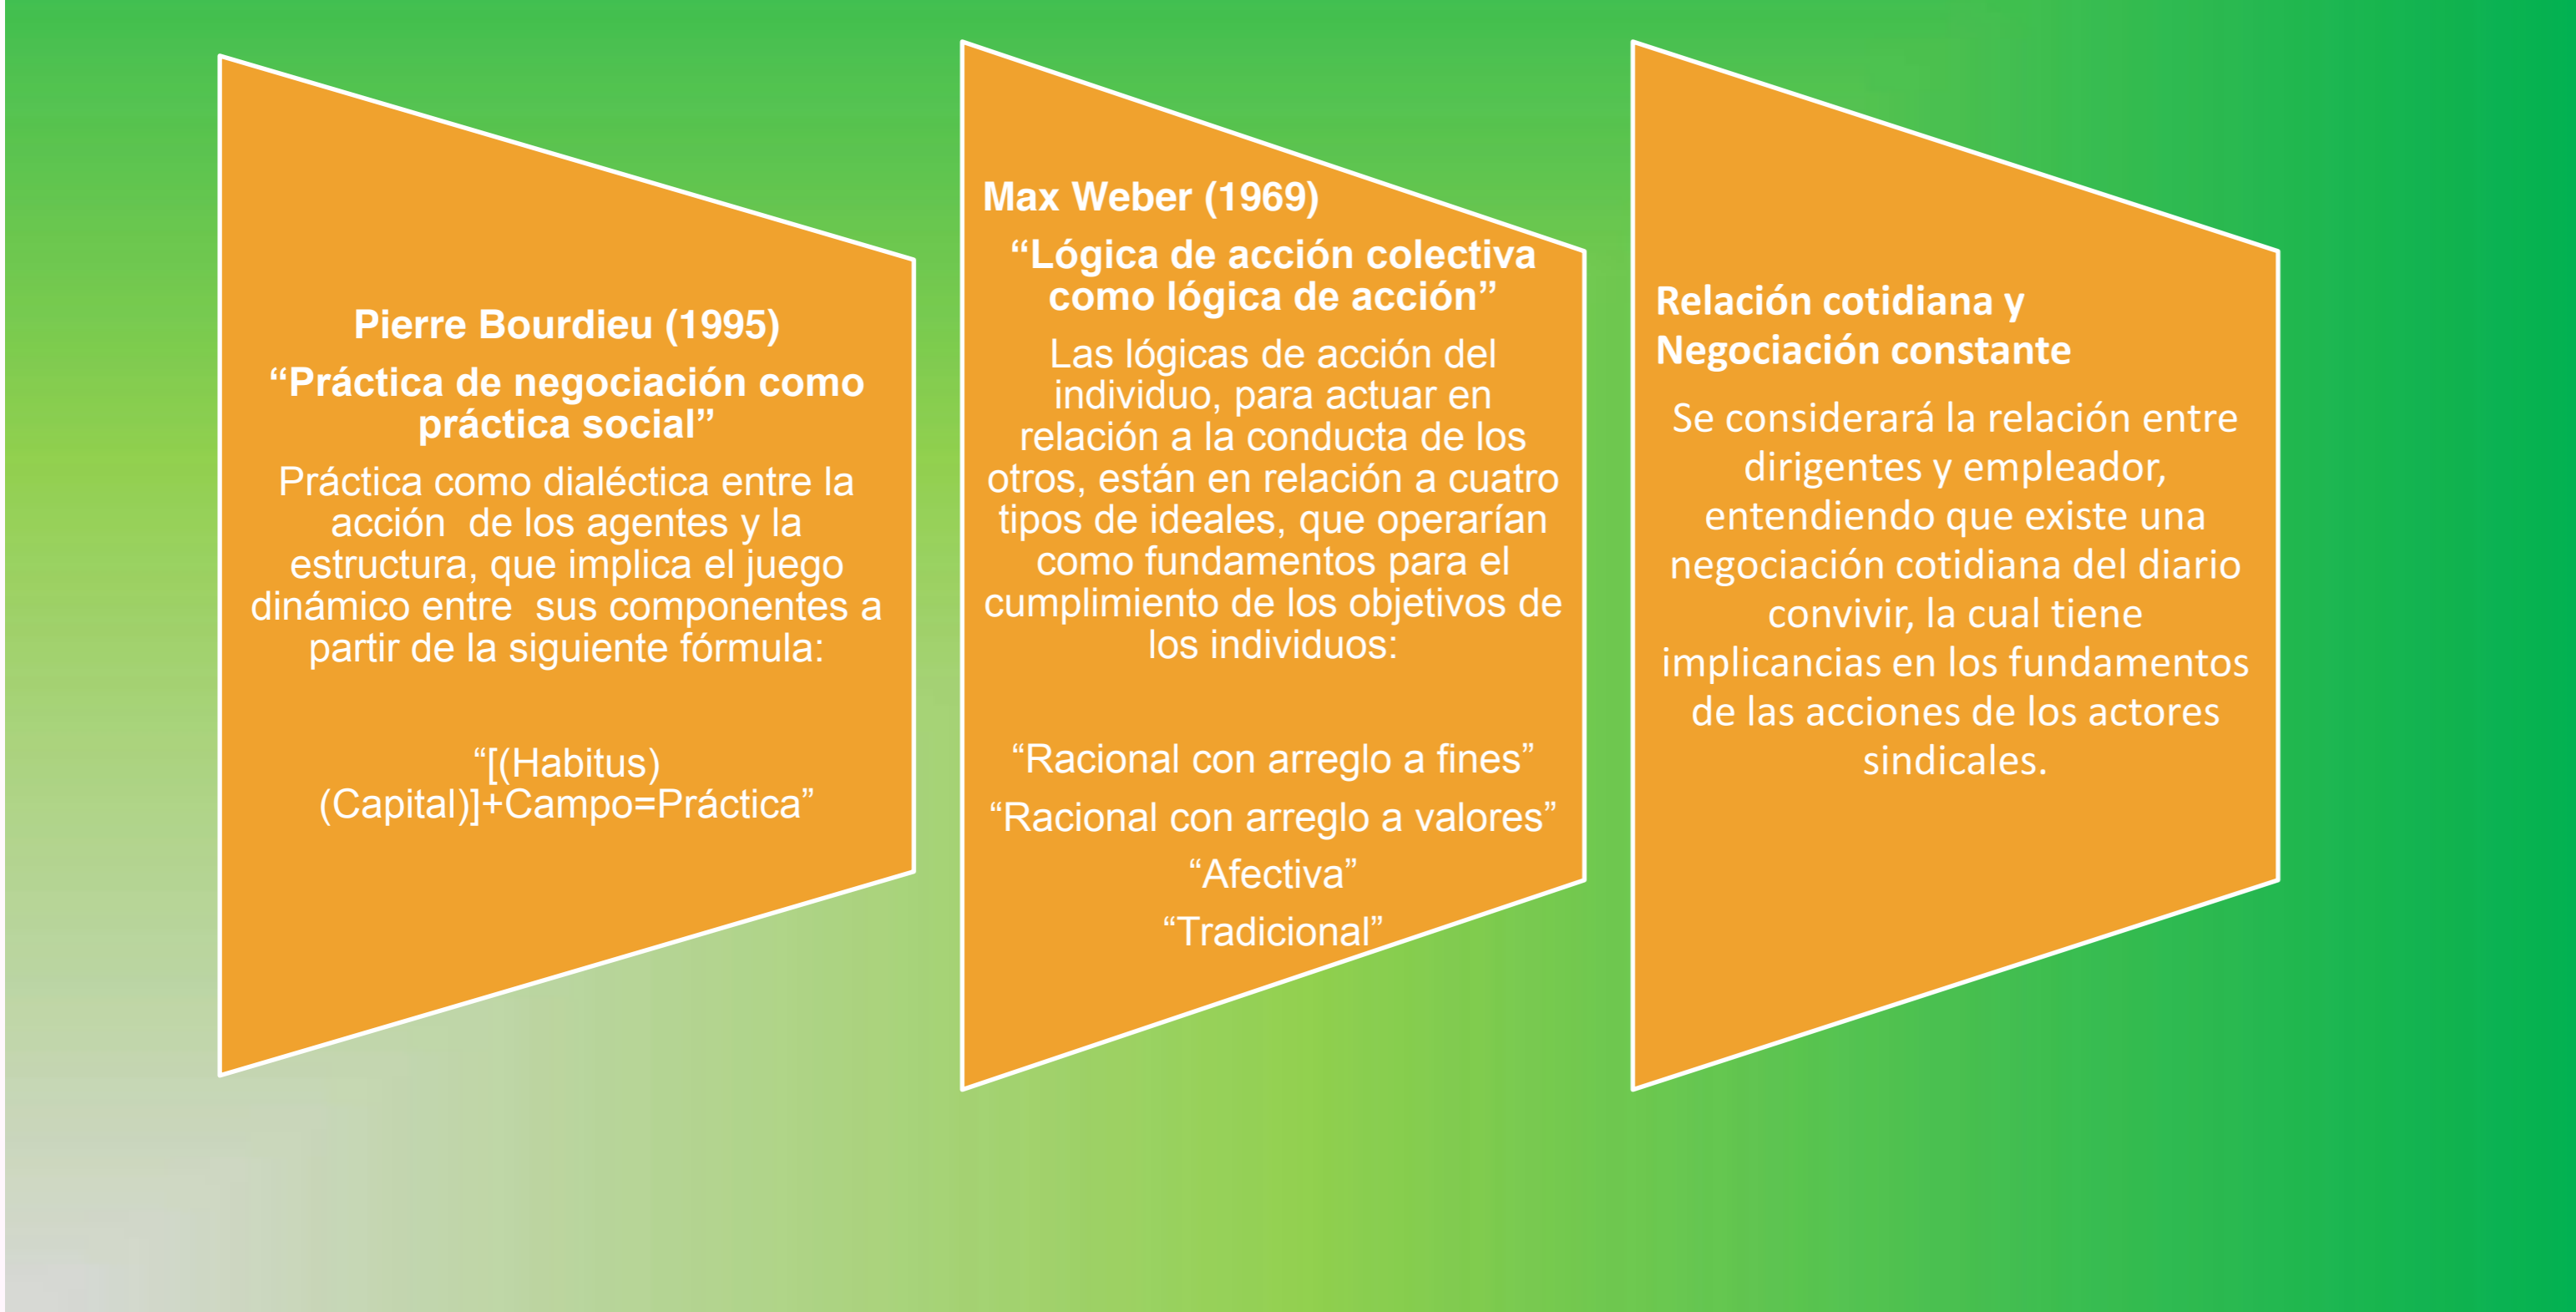 Pierre Bourdieu (1995)
“Práctica de negociación como
práctica social”
Práctica como dialéctica entre la
acción  de los agentes y la
estructura, que implica el juego
dinámico entre  sus componentes a
partir de la siguiente fórmula:
“[(Habitus)
(Capital)]+Campo=Práctica”
Max Weber (1969)
“Lógica de acción colectiva
como lógica de acción”
Las lógicas de acción del
individuo, para actuar en
relación a la conducta de los
otros, están en relación a cuatro
tipos de ideales, que operarían
como fundamentos para el
cumplimiento de los objetivos de
los individuos:
“Racional con arreglo a fines”
“Racional con arreglo a valores”
“Afectiva”
“Tradicional”
Relación cotidiana y
Negociación constante
Se considerará la relación entre
dirigentes y empleador,
entendiendo que existe una
negociación cotidiana del diario
convivir, la cual tiene
implicancias en los fundamentos
de las acciones de los actores
sindicales.